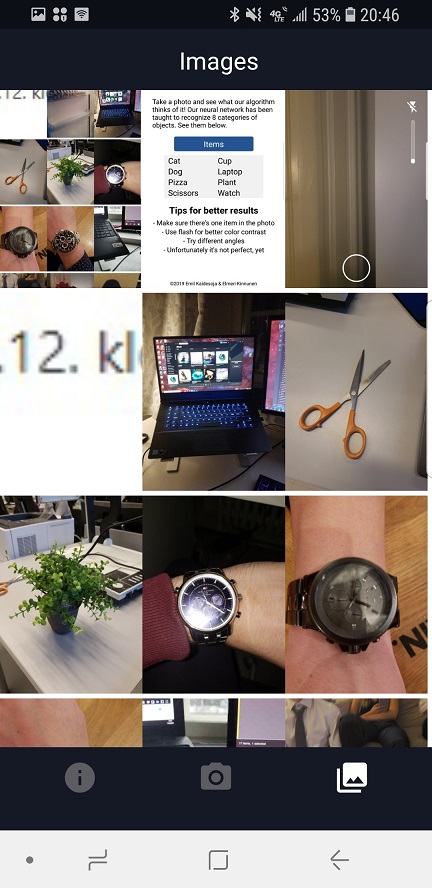 53% 20:46
Images
.12. kl
Take a photo and see what our algorithm
thinks of it! Our neural network has been
taught to recognize 8 categories of
objects. See them below.
Items
Cat Cup
Dog Laptop
Pizza Plant
Scissors Watch
Tips for better results
- Make sure there's one item in the photo
- Use flash for better color contrast
- Try different angles
- Unfortunately it's not perfect, yet
©2019 Emil Kaidesoja & Elmeri Kinnunen
.12. kl